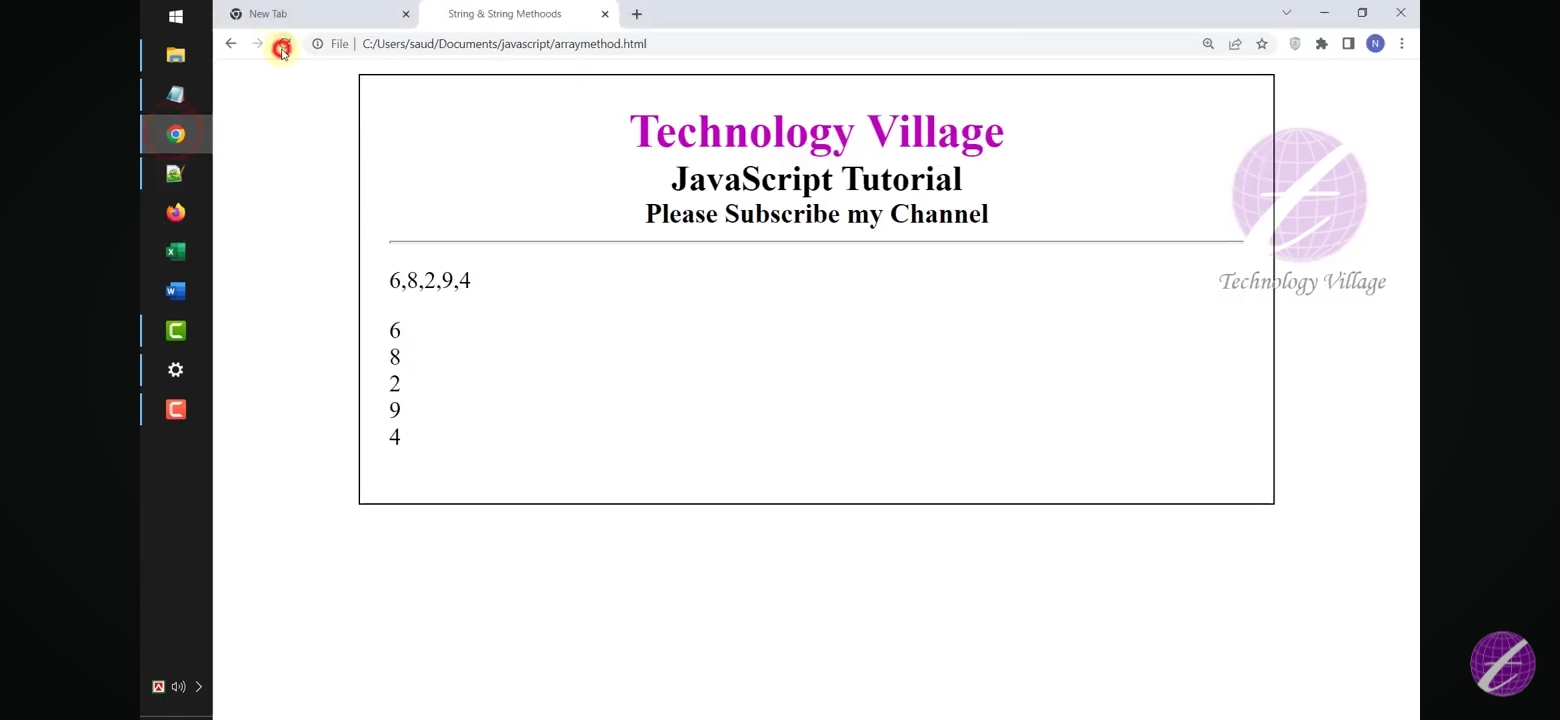 New Tab
String & String Methoods
File
C:/Users/saud/Documents/javascript/arraymethod.html
N
Technology Village
JavaScript Tutorial
Please Subscribe my Channel
Technology Village
6,8,2,9,4
6
8
2
9
4